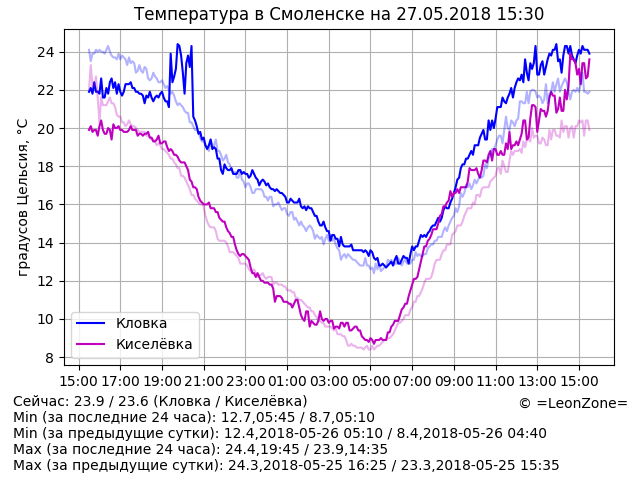 Температура в Смоленске на 27.05.2018 15:30
градусов Цельсия, °C
24
22
20
18
16
14
12
10
8
Кловка
Киселёвка
15:00 17:00 19:00 21:00 23:00 01:00 03:00 05:00 07:00 09:00 11:00 13:00 15:00
Сейчас: 23.9 / 23.6 (Кловка / Киселёвка)
© =LeonZone=
Min (за последние 24 часа): 12.7,05:45 / 8.7,05:10
Min (за предыдущие сутки): 12.4,2018-05-26 05:10 / 8.4,2018-05-26 04:40
Max (за последние 24 часа): 24.4,19:45 / 23.9,14:35
Max (за предыдущие сутки): 24.3,2018-05-25 16:25 / 23.3,2018-05-25 15:35